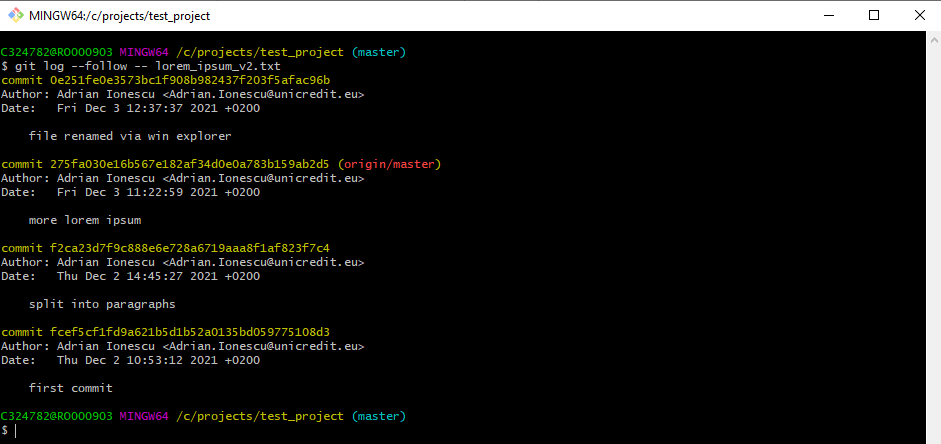 MINGW64:/c/projects/test_project
C324782@RO00O903 MINGW64 /c/projects/test_project (master)
$ git log --follow -- lorem_ipsum_v2.txt
commit 0e251fe0e3573bc1f908b982437f203f5afac96b
Author: Adrian Ionescu <Adrian.Ionescu@unicredit.eu>
Date:   Fri Dec 3 12:37:37 2021 +0200
file renamed via win explorer
commit 275fa030e16b567e182af34d0e0a783b159ab2d5 (origin/master)
Author: Adrian Ionescu <Adrian.Ionescu@unicredit.eu>
Date:   Fri Dec 3 11:22:59 2021 +0200
more lorem ipsum
commit f2ca23d7f9c888e6e728a6719aaa8f1af823f7c4
Author: Adrian Ionescu <Adrian.Ionescu@unicredit.eu>
Date:   Thu Dec 2 14:45:27 2021 +0200
split into paragraphs
commit fcef5cf1fd9a621b5d1b52a0135bd059775108d3
Author: Adrian Ionescu <Adrian.Ionescu@unicredit.eu>
Date:   Thu Dec 2 10:53:12 2021 +0200
first commit
C324782@RO00O903 MINGW64 /c/projects/test_project (master)
$